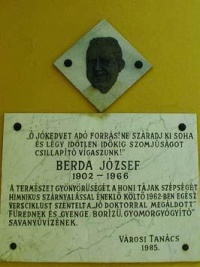 „Ó JÓKEDVET ADÓ FORRÁS! NE SZÁRADJ KI SOHA
ÉS LÉGY IDŐTLEN IDŐKIG SZOMJÚSÁGOT
CSILLAPÍTÓ VIGASZUNK!"
BERDA JÓZSEF
1902 – 1966
A TERMÉSZET GYÖNYÖRŰSÉGÉT, A HONI TÁJAK SZÉPSÉGÉT
HIMNIKUS SZÁRNYALÁSSAL ÉNEKLŐ KÖLTŐ 1962-BEN EGÉSZ
VERSCIKLUST SZENTELT A „JÓ DOKTORRAL MEGÁLDOTT"
FÜREDNEK ÉS „GYENGE BORÍZŰ, GYOMORGYÓGYÍTÓ"
SAVANYÚVIZÉNEK.
VÁROSI TANÁCS
1985.